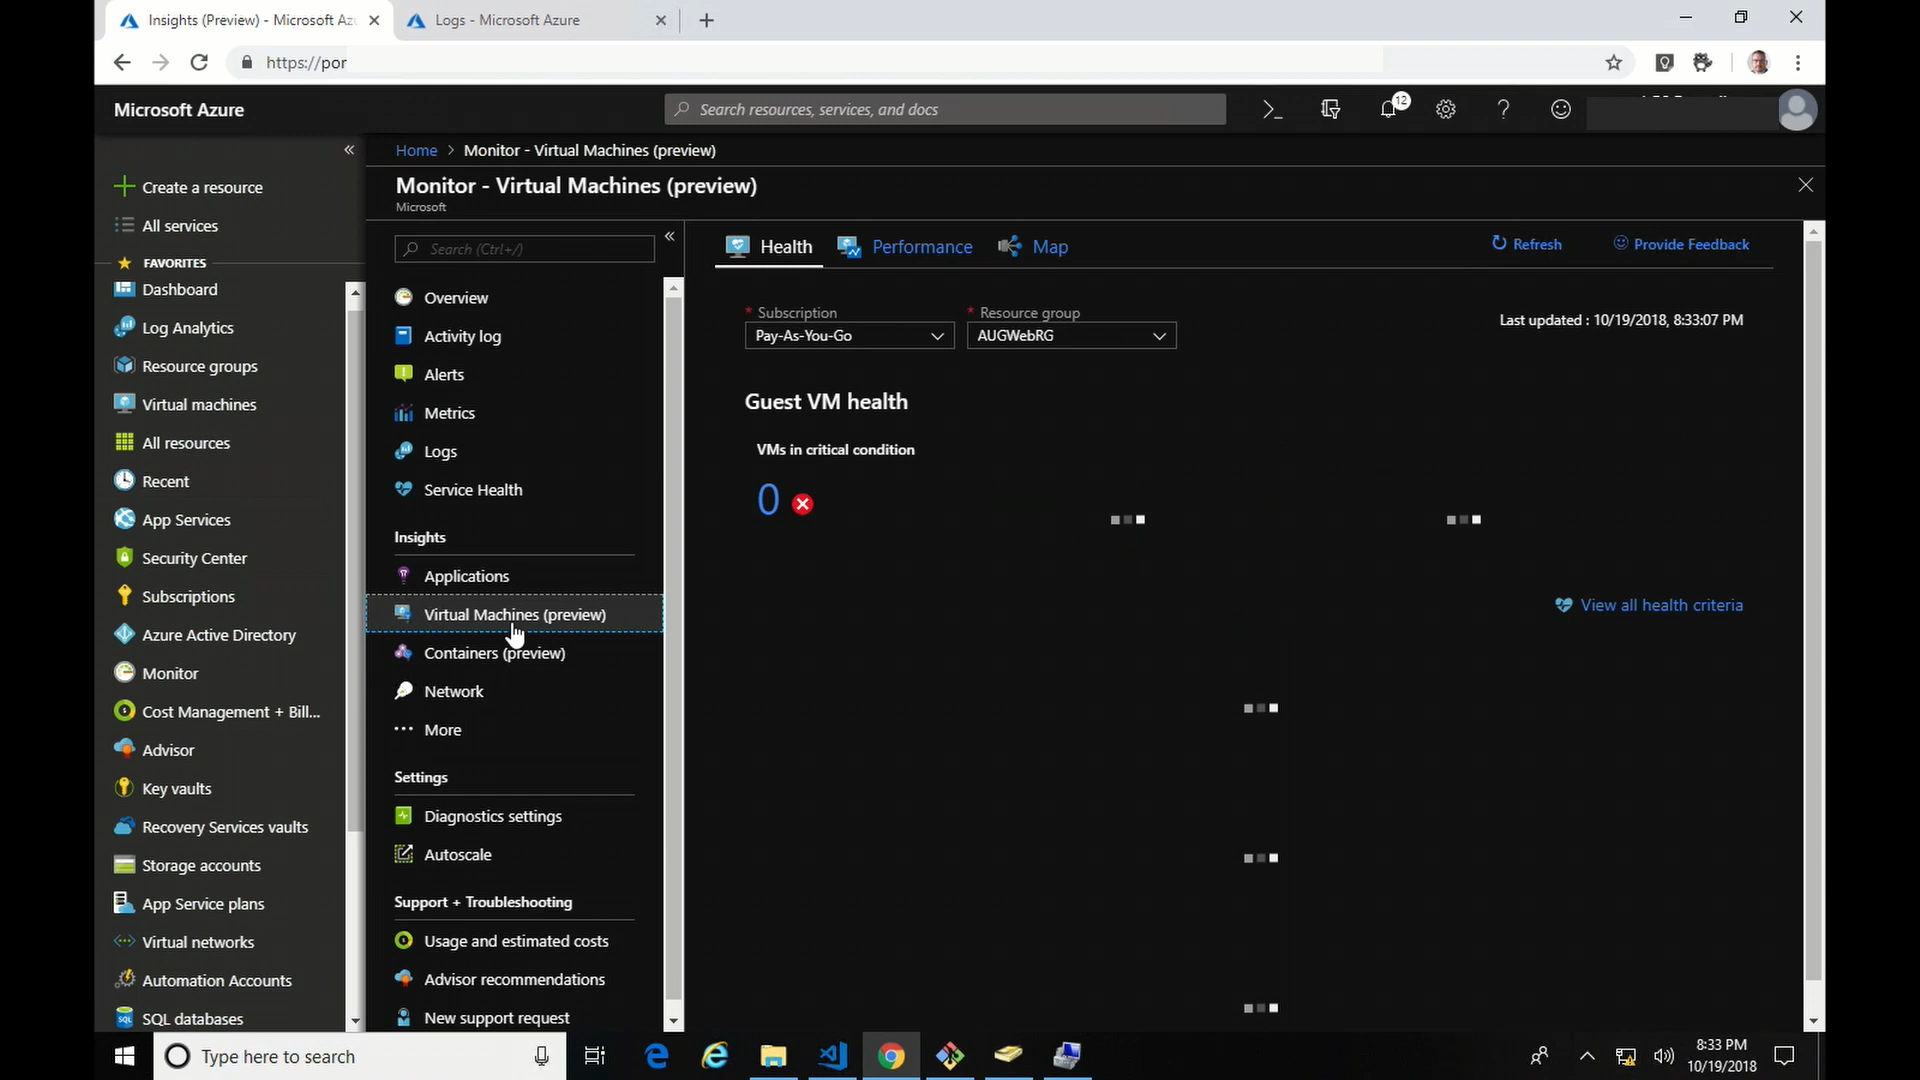 Insights (Preview) - Microsoft Az
Logs - Microsoft Azure
https://por
Microsoft Azure
Search resources, services, and docs
12
Home > Monitor - Virtual Machines (preview)
Monitor - Virtual Machines (preview)
Microsoft
Create a resource
All services
FAVORITES
Dashboard
Log Analytics
Resource groups
Virtual machines
All resources
Recent
App Services
Security Center
Subscriptions
Azure Active Directory
Monitor
Cost Management + Bill...
Advisor
Key vaults
Recovery Services vaults
Storage accounts
App Service plans
Virtual networks
Automation Accounts
SQL databases
Search (Ctrl+/)
Overview
Activity log
Alerts
Metrics
Logs
Service Health
Insights
Applications
Virtual Machines (preview)
Containers (preview)
Network
More
Settings
Diagnostics settings
Autoscale
Support + Troubleshooting
Usage and estimated costs
Advisor recommendations
New support request
Health
Performance
Map
Refresh
Provide Feedback
* Subscription
Pay-As-You-Go
* Resource group
AUGWebRG
Last updated : 10/19/2018, 8:33:07 PM
Guest VM health
VMs in critical condition
0
View all health criteria
Type here to search
8:33 PM
10/19/2018